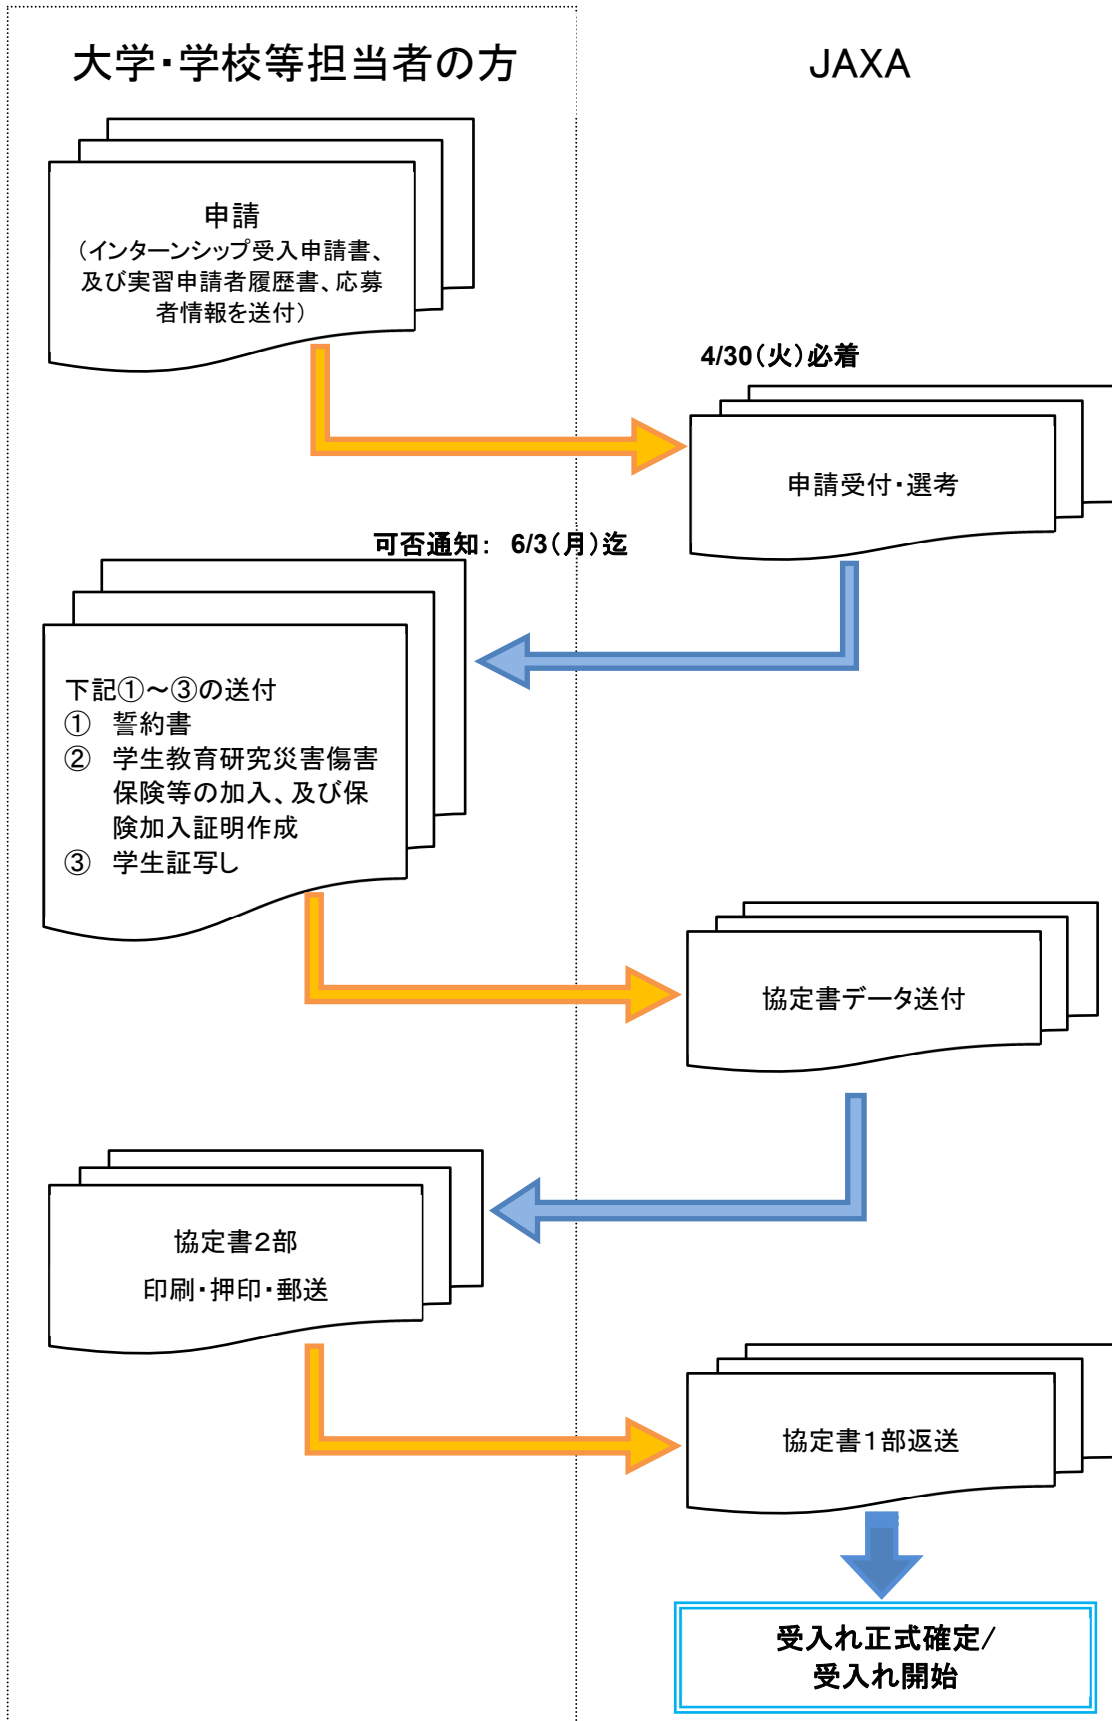 大学・学校等担当者の方
JAXA
申請
（インターンシップ受入申請書、
及び実習申請者履歴書、応募
者情報を送付）
4/30（火）必着
申請受付・選考
可否通知： 6/3（月）迄
下記①～③の送付
① 誓約書
② 学生教育研究災害傷害
保険等の加入、及び保
険加入証明作成
③ 学生証写し
協定書データ送付
協定書２部
印刷・押印・郵送
協定書１部返送
受入れ正式確定/
受入れ開始